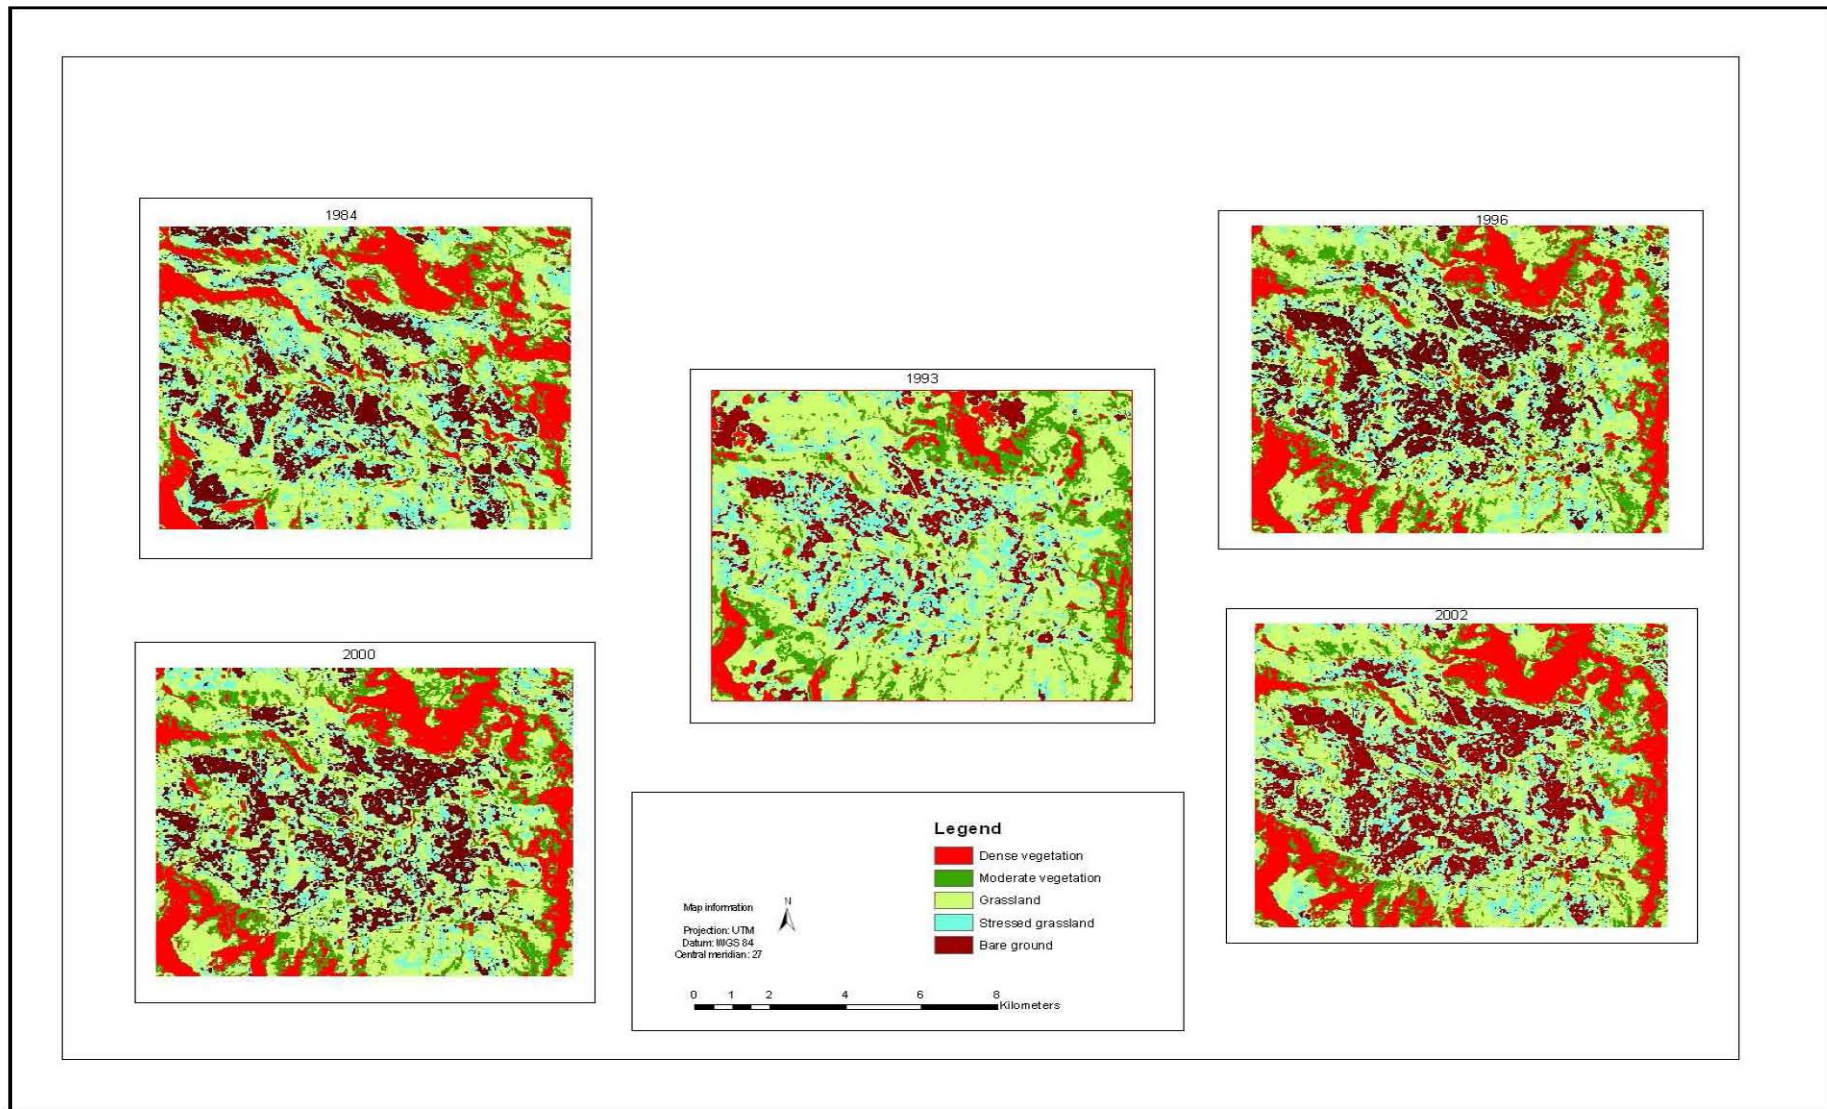 1984
1996
1993
2000
2002
Legend
Dense vegetation
Moderate vegetation
Grassland
Stressed grassland
Bare ground
Map information
N
Projection: UTM
Datum: WGS 84
Central meridian: 27
0 1 2 4 6 8
Kilometers